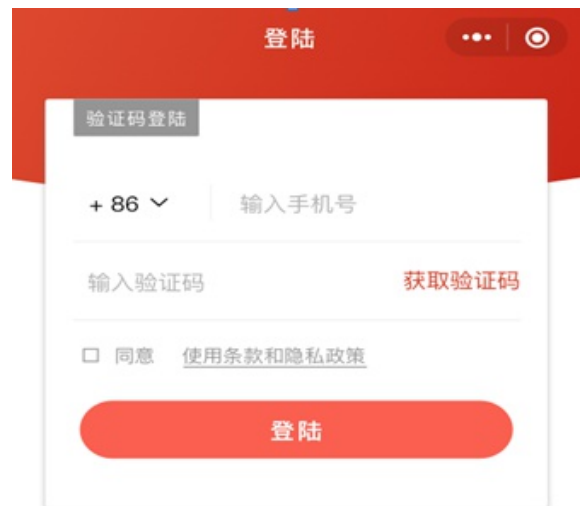 登陆
验证码登陆
+ 86 输入手机号
输入验证码 获取验证码
同意 使用条款和隐私政策
登陆